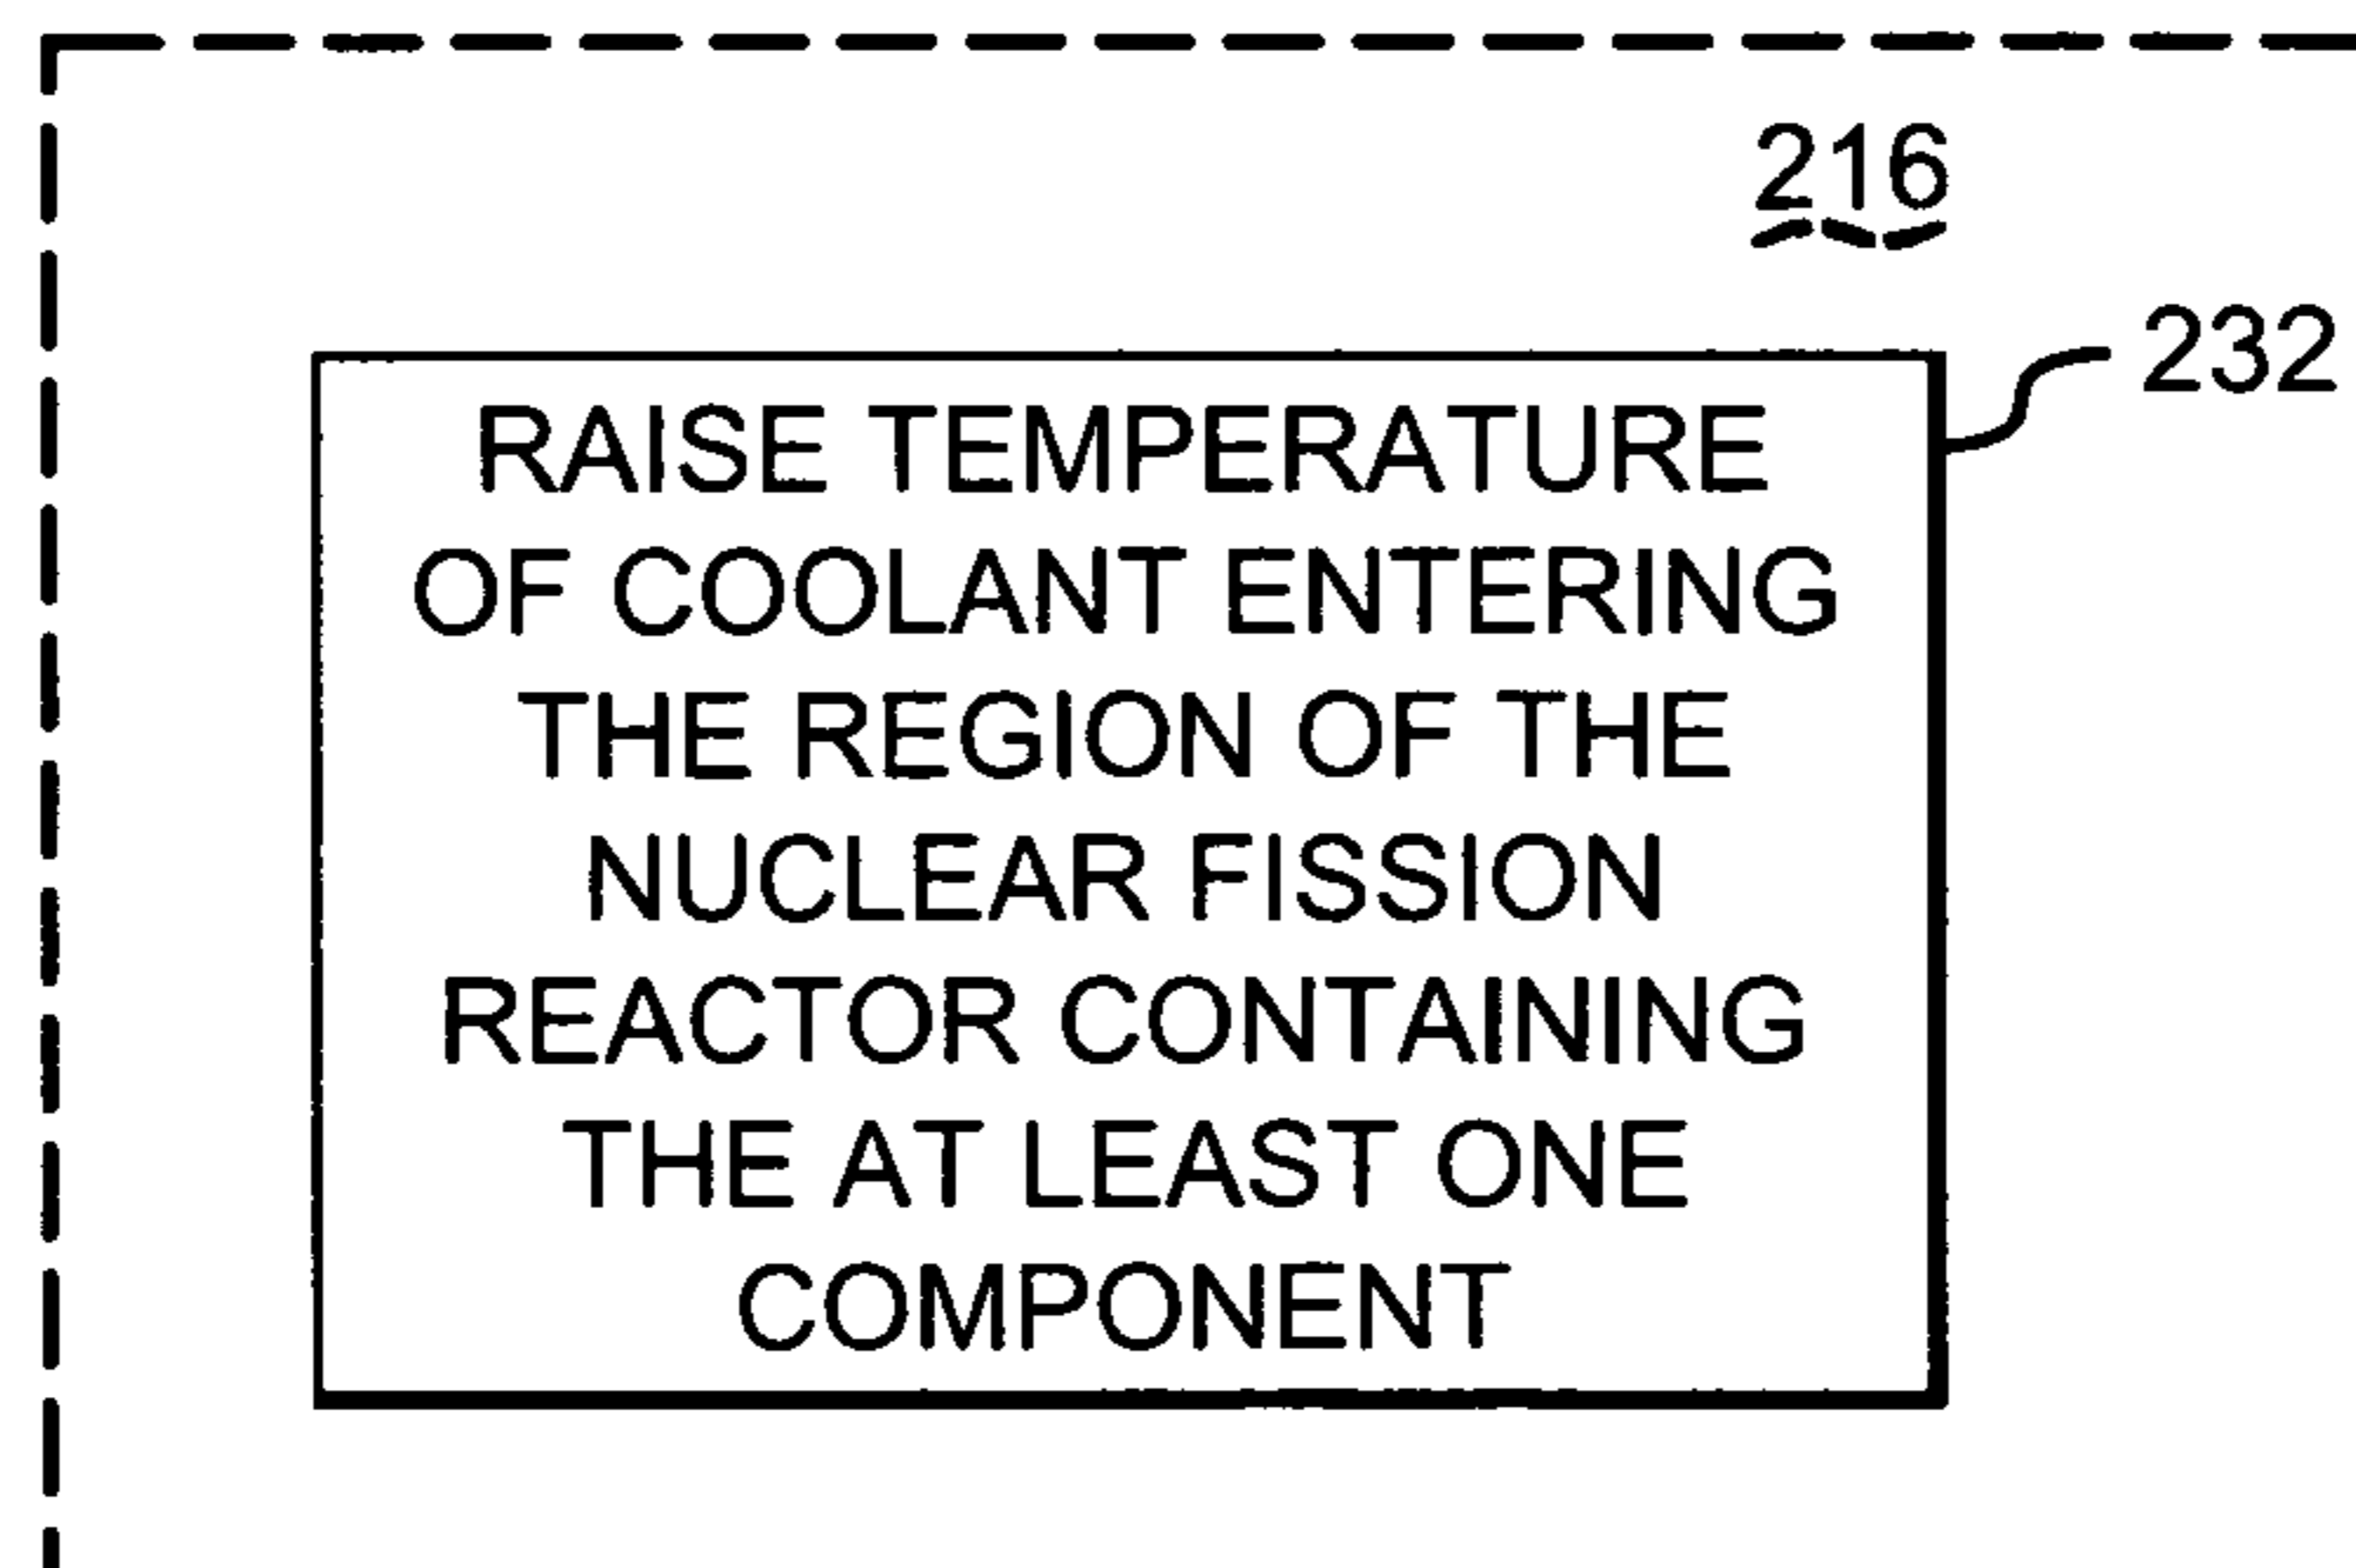 216
232
RAISE TEMPERATURE
OF COOLANT ENTERING
THE REGION OF THE
NUCLEAR FISSION
REACTOR CONTAINING
THE AT LEAST ONE
COMPONENT